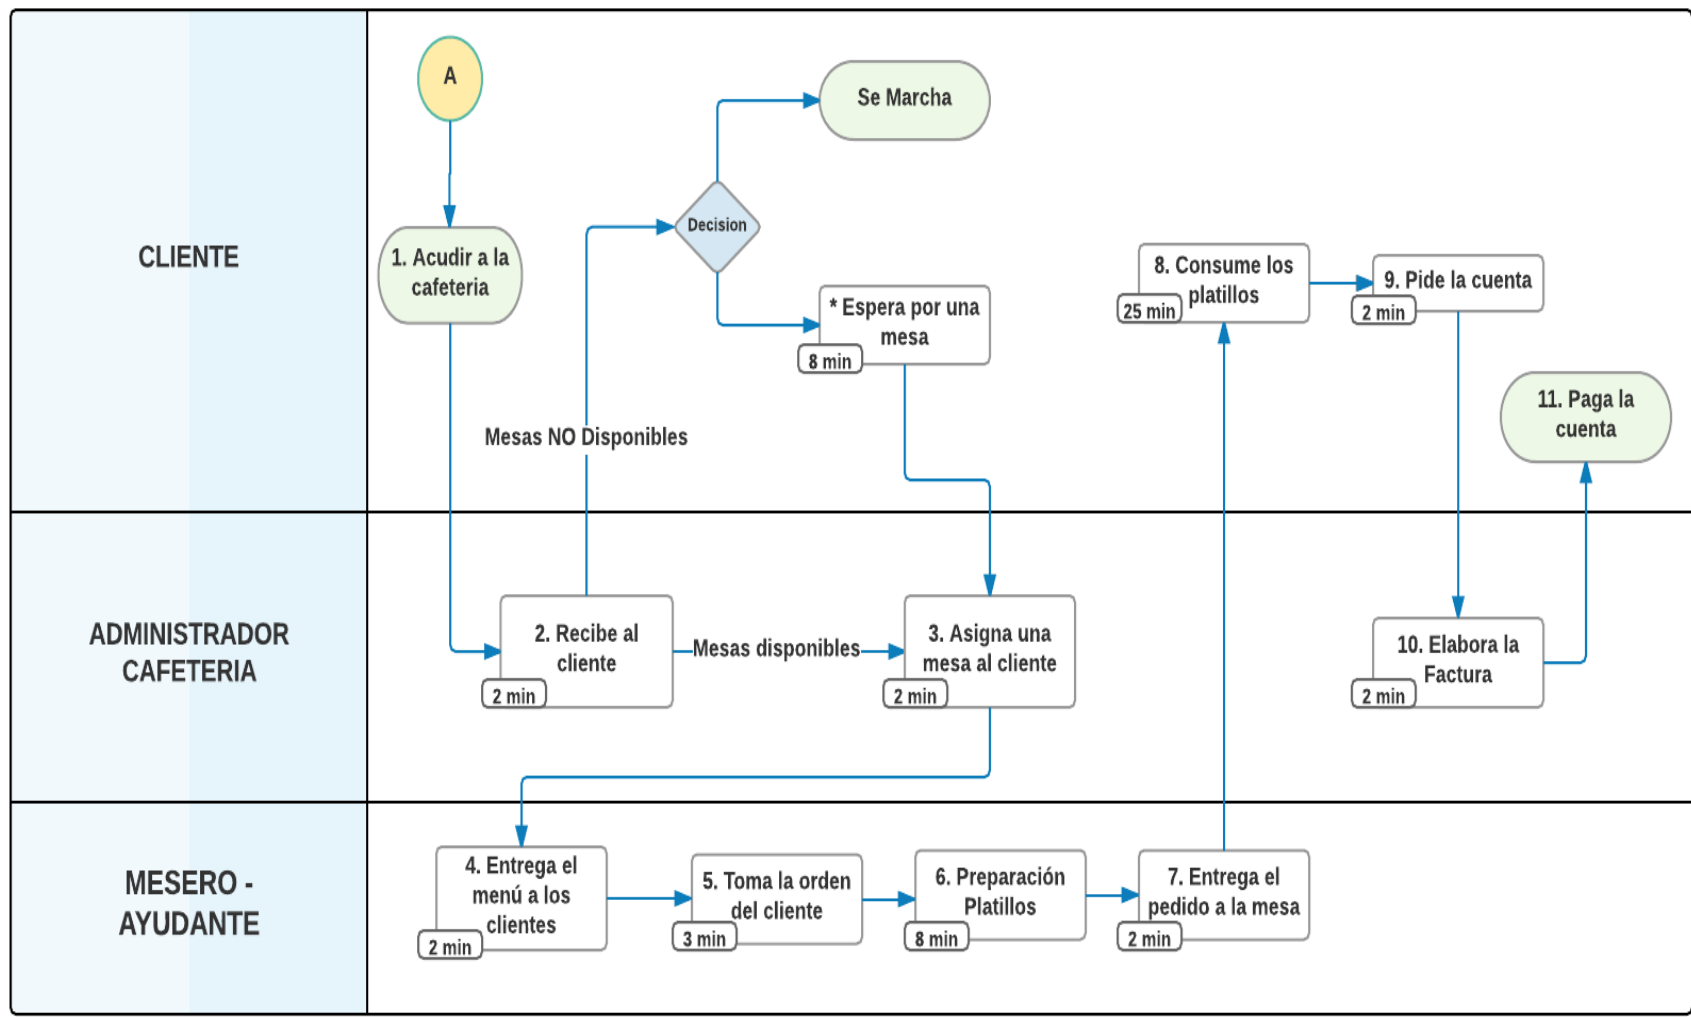 CLIENTE
A
1. Acudir a la
cafeteria
Se Marcha
Decision
* Espera por una
mesa
8 min
Mesas NO Disponibles
8. Consume los
platillos
25 min
9. Pide la cuenta
2 min
11. Paga la
cuenta
ADMINISTRADOR
CAFETERIA
2. Recibe al
cliente
2 min
Mesas disponibles
3. Asigna una
mesa al cliente
2 min
10. Elabora la
Factura
2 min
MESERO -
AYUDANTE
4. Entrega el
menú a los
clientes
2 min
5. Toma la orden
del cliente
3 min
6. Preparación
Platillos
8 min
7. Entrega el
pedido a la mesa
2 min